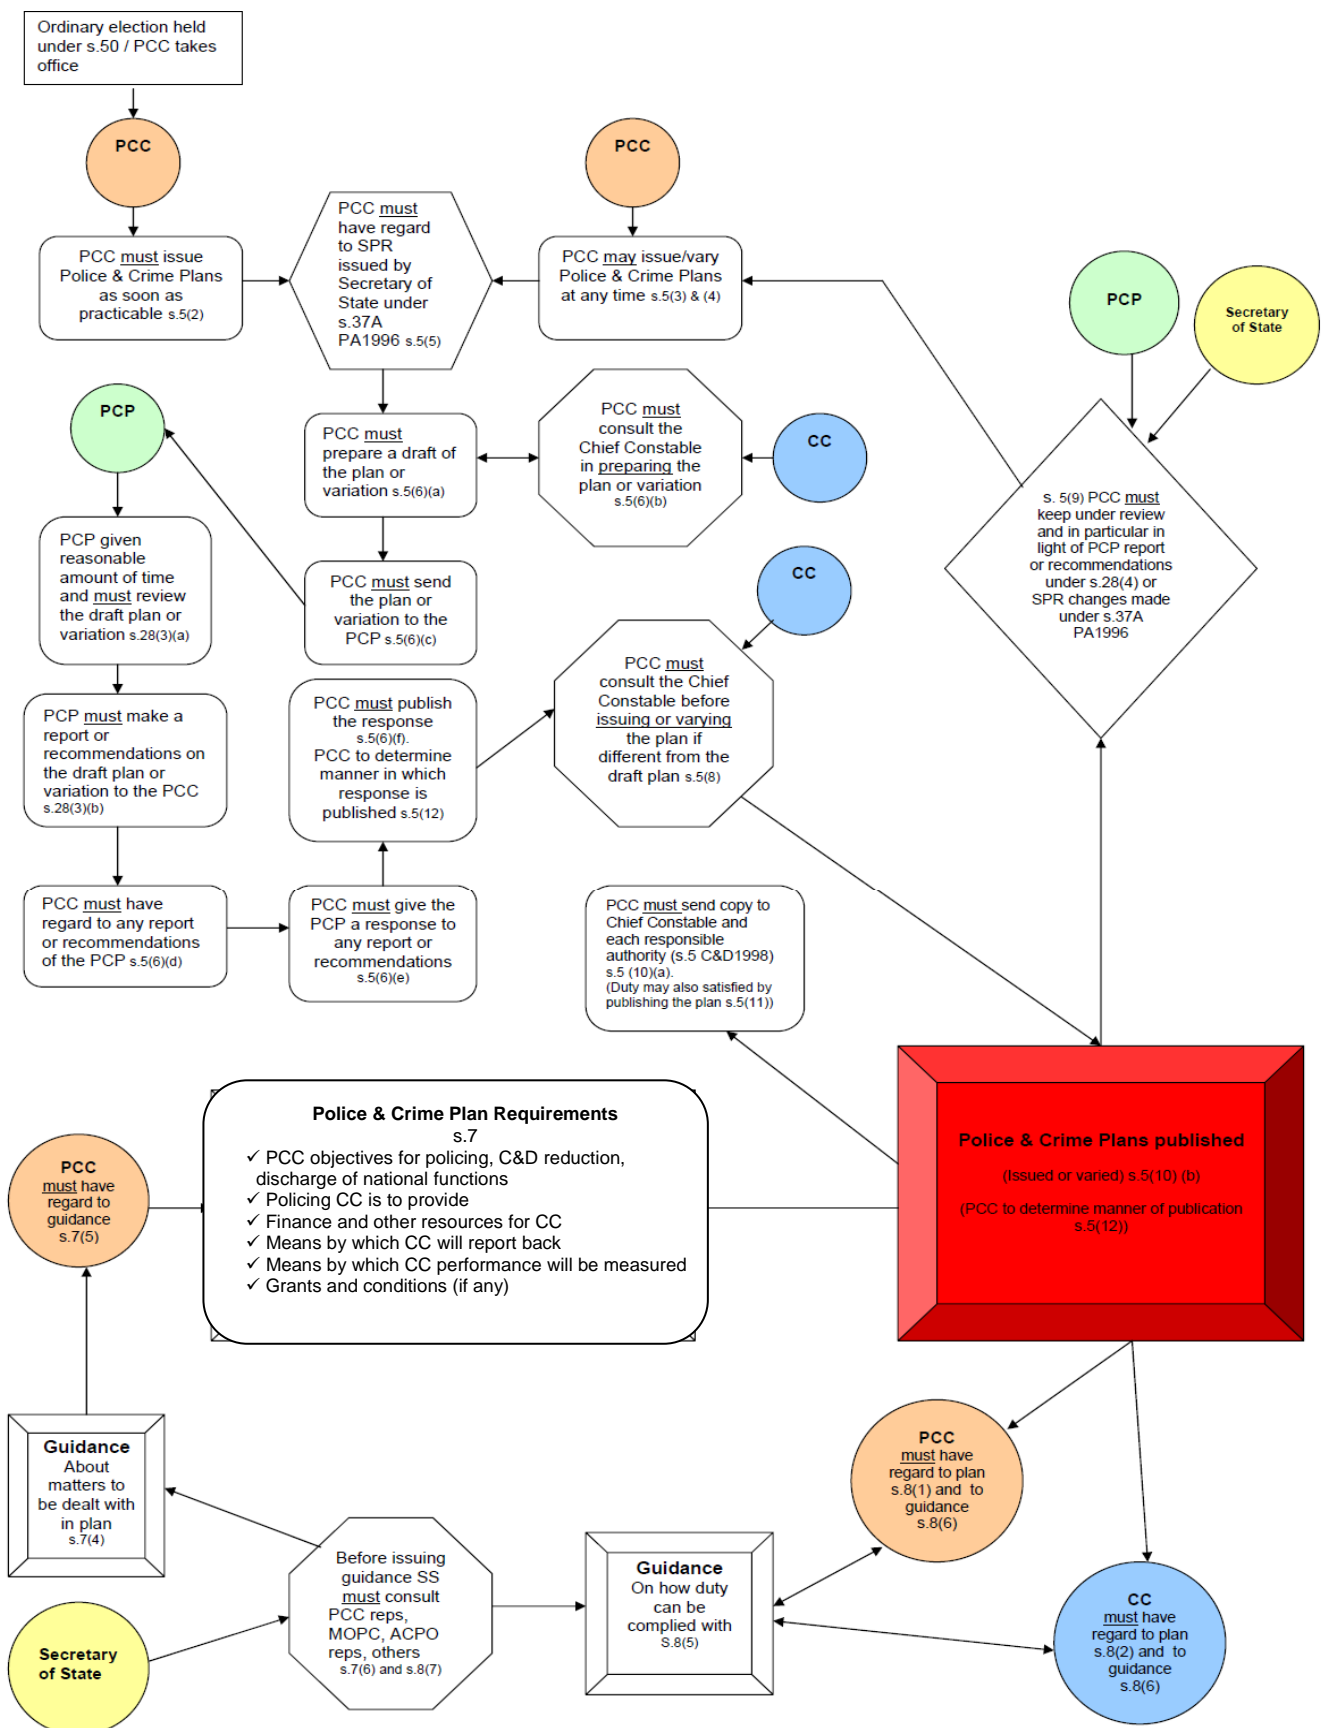 Ordinary election held
under s.50 / PCC takes
office
PCC
PCC
PCC must issue
Police & Crime Plans
as soon as
practicable s.5(2)
PCC must
have regard
to SPR
issued by
Secretary of
State under
s.37A
PA1996 s.5(5)
PCC may issue/vary
Police & Crime Plans
at any time s.5(3) & (4)
PCP
Secretary
of State
PCP
PCC must
prepare a draft of
the plan or
variation s.5(6)(a)
PCC must
consult the
Chief Constable
in preparing the
plan or variation
s.5(6)(b)
CC
s. 5(9) PCC must
keep under review
and in particular in
light of PCP report
or recommendations
under s.28(4) or
SPR changes made
under s.37A
PA1996
PCP given
reasonable
amount of time
and must review
the draft plan or
variation s.28(3)(a)
PCC must send
the plan or
variation to the
PCP s.5(6)(c)
CC
PCC must
consult the Chief
Constable before
issuing or varying
the plan if
different from the
draft plan s.5(8)
PCP must make a
report or
recommendations on
the draft plan or
variation to the PCC
s.28(3)(b)
PCC must publish
the response
s.5(6)(f).
PCC to determine
manner in which
response is
published s.5(12)
PCC must have
regard to any report
or recommendations
of the PCP s.5(6)(d)
PCC must give the
PCP a response to
any report or
recommendations
s.5(6)(e)
PCC must send copy to
Chief Constable and
each responsible
authority (s.5 C&D1998)
s.5 (10)(a).
(Duty may also satisfied by
publishing the plan s.5(11))
Police & Crime Plans published
(Issued or varied) s.5(10) (b)
(PCC to determine manner of publication
s.5(12))
PCC
must have
regard to
guidance
s.7(5)
Police & Crime Plan Requirements
s.7
✓ PCC objectives for policing, C&D reduction,
discharge of national functions
✓ Policing CC is to provide
✓ Finance and other resources for CC
✓ Means by which CC will report back
✓ Means by which CC performance will be measured
✓ Grants and conditions (if any)
Guidance
About
matters to
be dealt with
in plan
s.7(4)
PCC
must have
regard to plan
s.8(1) and to
guidance
s.8(6)
Before issuing
guidance SS
must consult
PCC reps,
MOPC, ACPO
reps, others
s.7(6) and s.8(7)
Guidance
On how duty
can be
complied with
S.8(5)
CC
must have
regard to plan
s.8(2) and to
guidance
s.8(6)
Secretary
of State